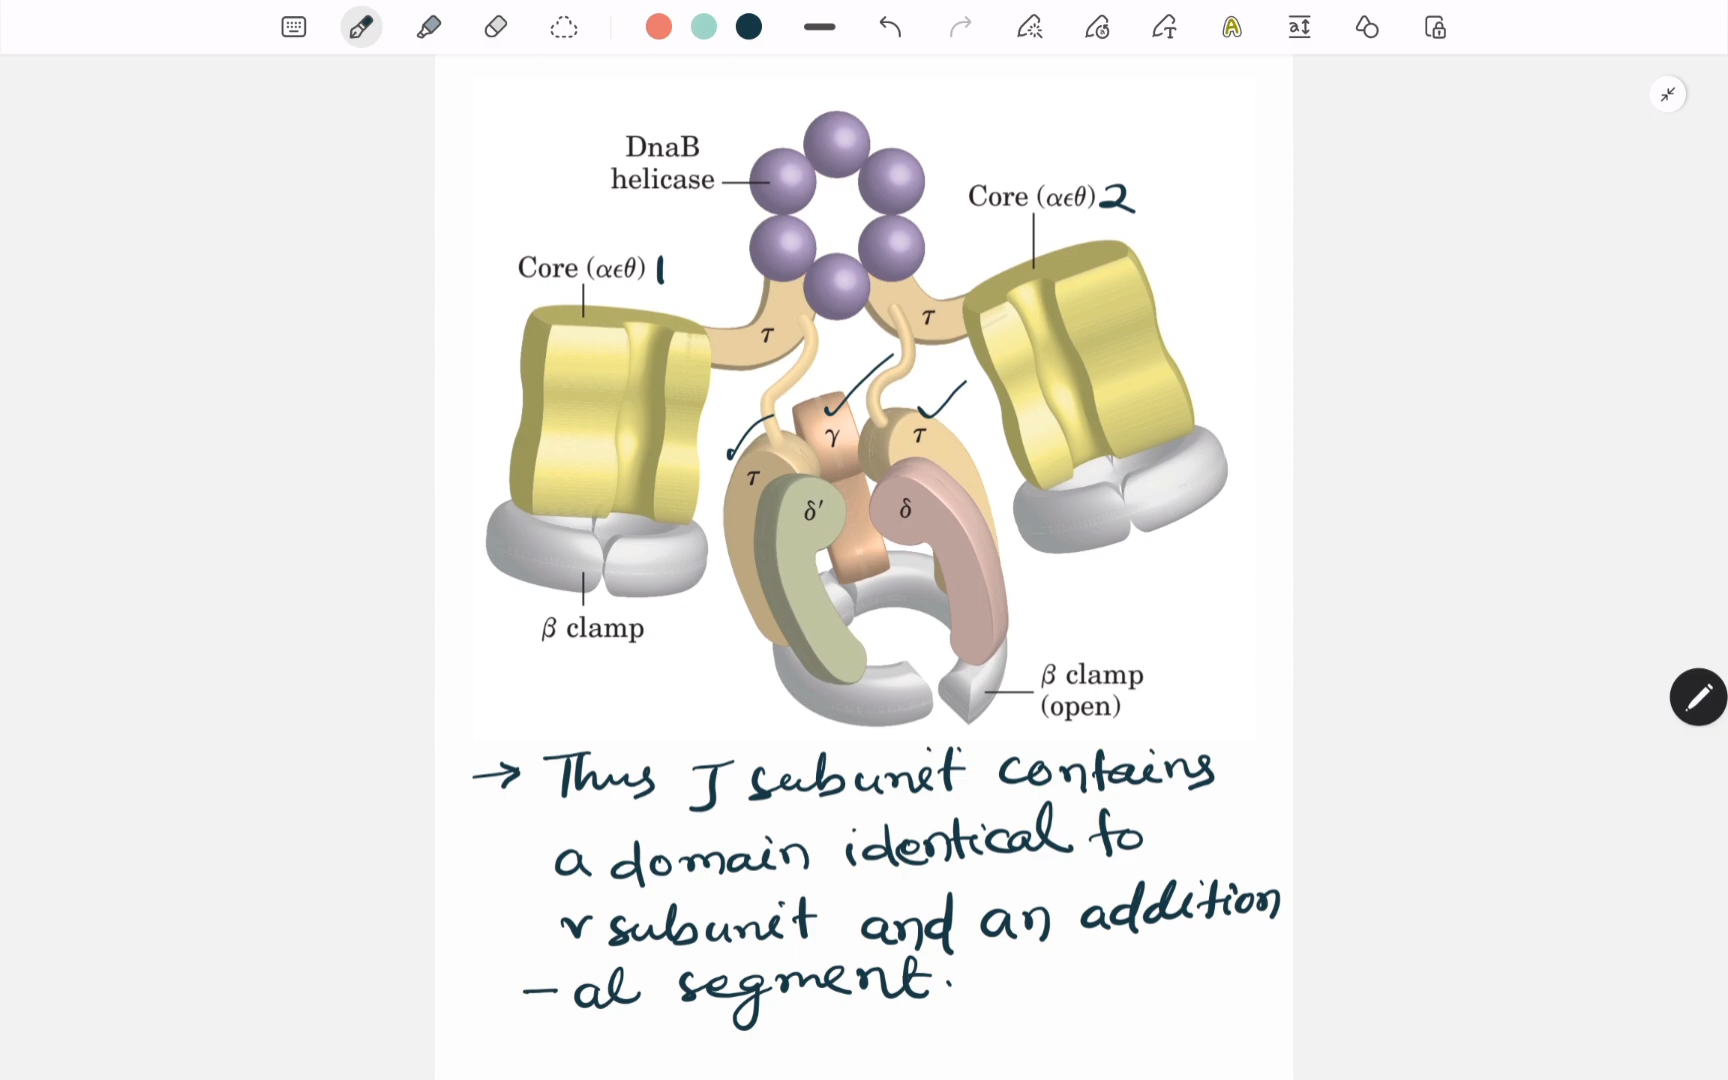 DnaB
helicase
Core (αϵθ) 2
Core (αϵθ) 1
τ
τ
γ
τ
τ
δ′
δ
β clamp
β clamp
(open)
→ Thus τ subunit contains
a domain identical to
γ subunit and an addition
- al segment.